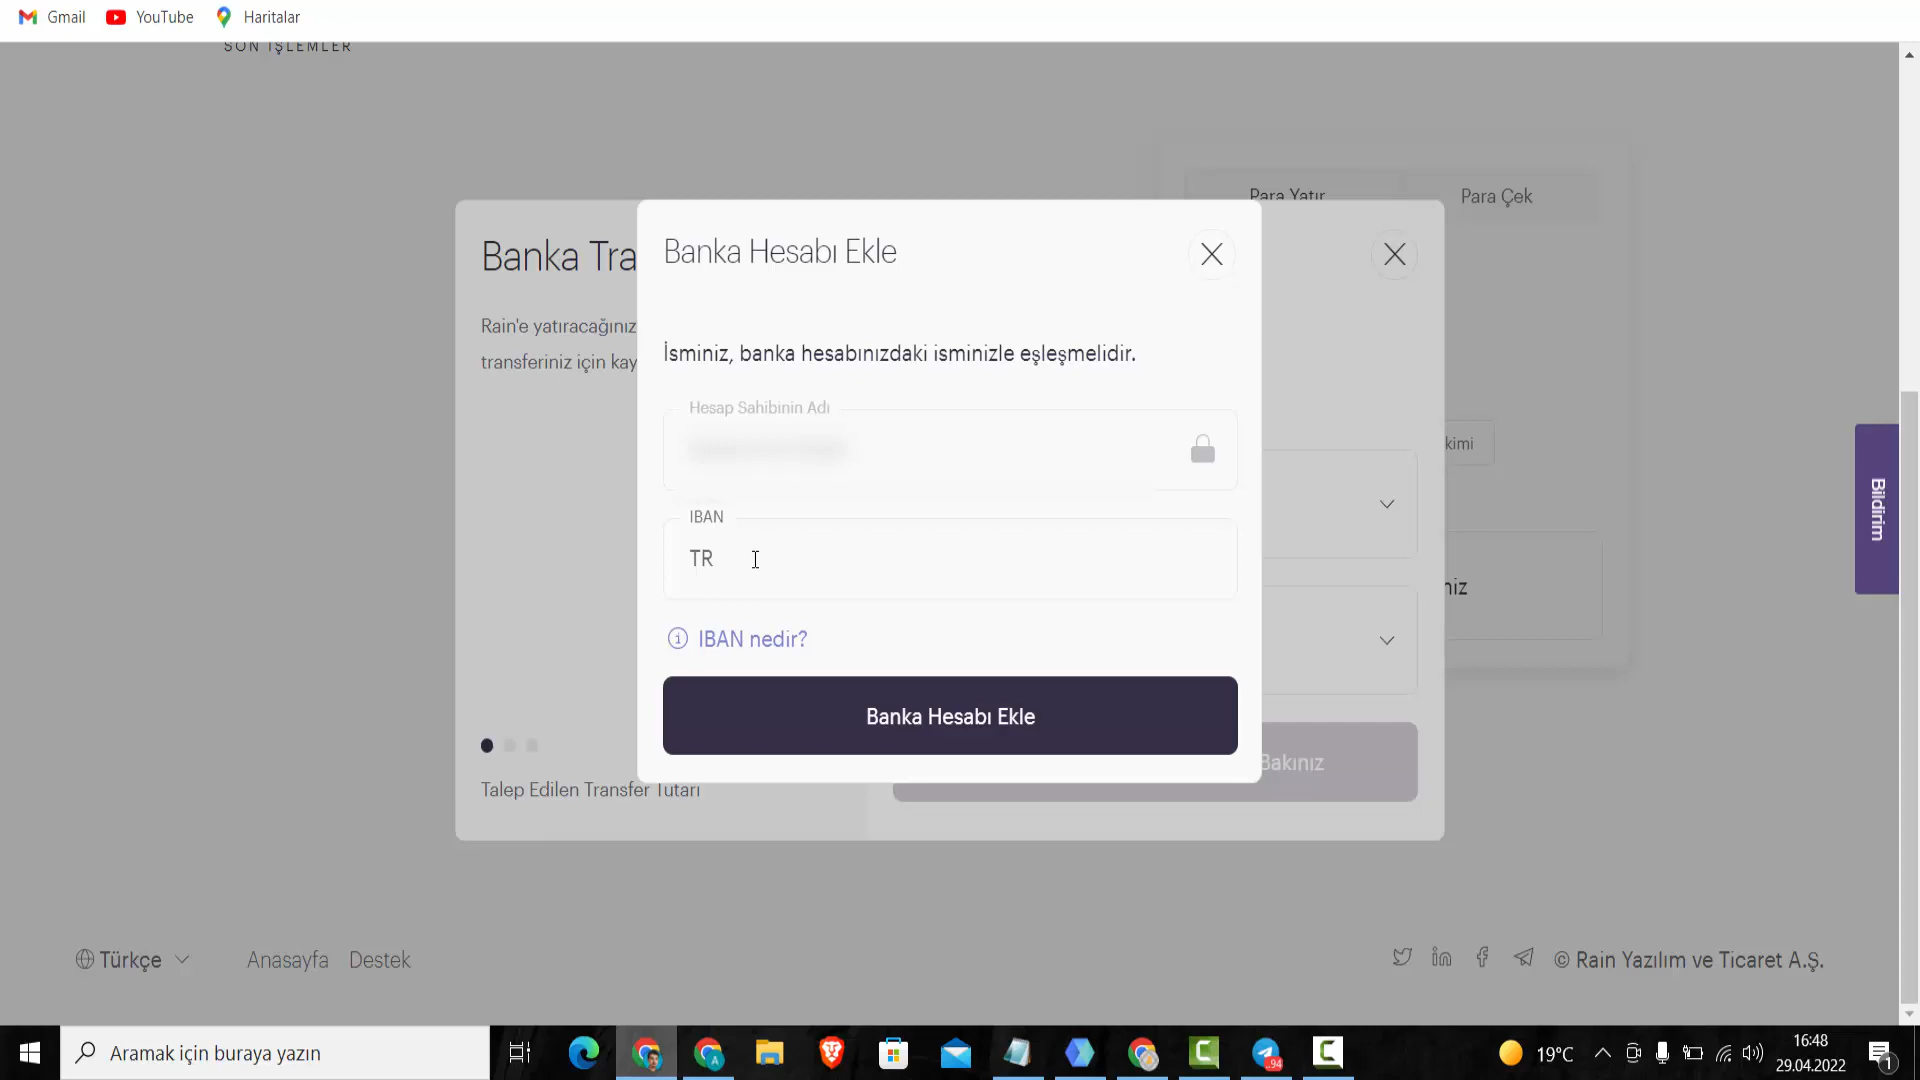 Gmail
YouTube
Haritalar
SON İŞLEMLER
Para Yatır
Para Çek
Banka Tra
Banka Hesabı Ekle
Rain'e yatıracağınız
transferiniz için kay
İsminiz, banka hesabınızdaki isminizle eşleşmelidir.
Hesap Sahibinin Adı
kimi
Bildirim
IBAN
TR
niz
IBAN nedir?
Banka Hesabı Ekle
Bakınız
Talep Edilen Transfer Tutarı
Türkçe
Anasayfa
Destek
© Rain Yazılım ve Ticaret A.Ş.
Aramak için buraya yazın
A
94
19°C
16:48
29.04.2022
1